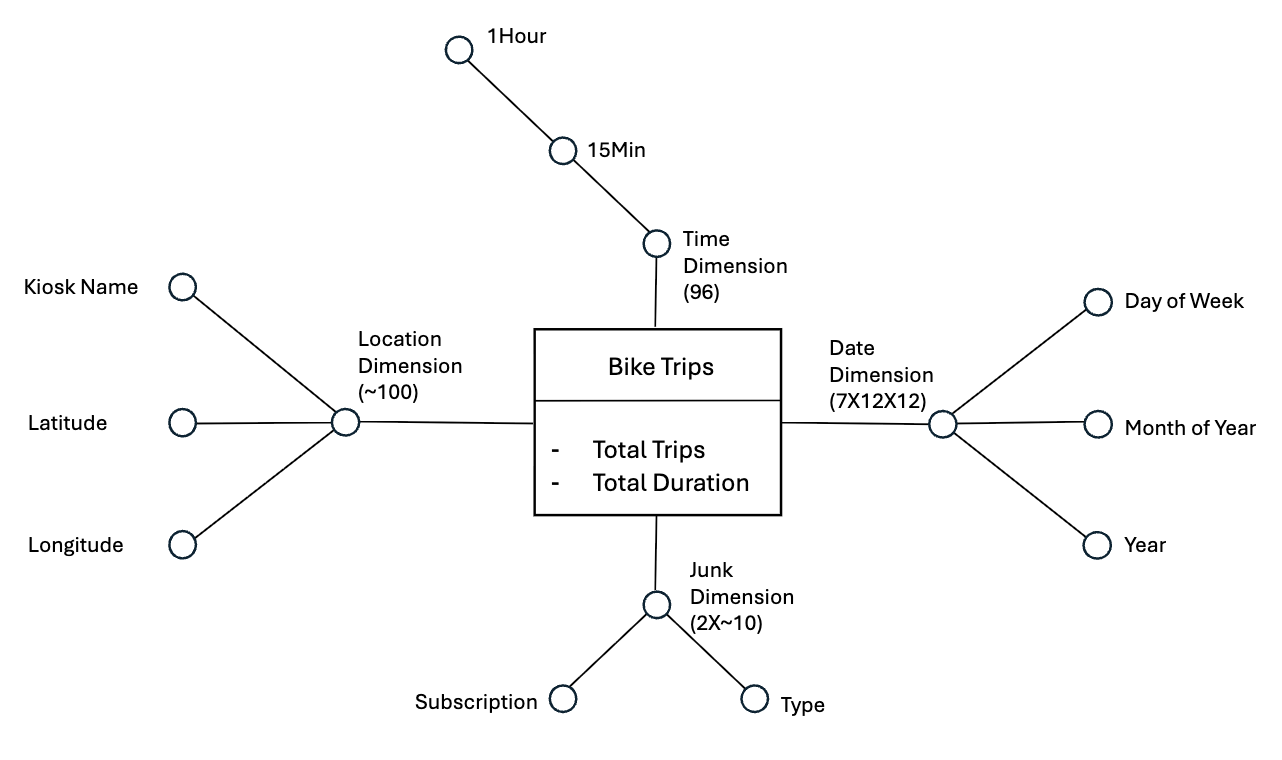 1Hour
15Min
Time
Dimension
(96)
Kiosk Name
Day of Week
Location
Dimension
(~100)
Date
Dimension
(7X12X12)
Bike Trips
Latitude
Month of Year
- Total Trips
- Total Duration
Longitude
Year
Junk
Dimension
(2X~10)
Subscription
Type